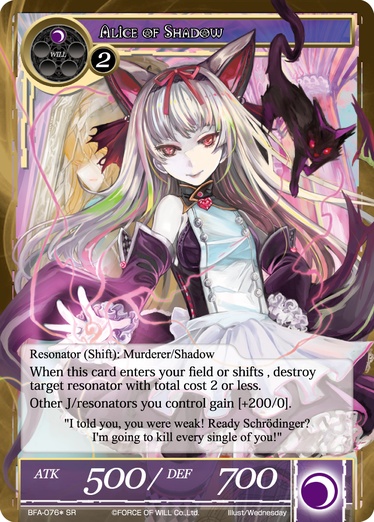 ALICE OF SHADOW
WILL
2
Resonator (Shift): Murderer/Shadow
When this card enters your field or shifts , destroy
target resonator with total cost 2 or less.
Other J/resonators you control gain [+200/0].
"I told you, you were weak! Ready Schrödinger?
I'm going to kill every single of you!"
ATK 500/ DEF 700
BFA-076* SR ©FORCE OF WILL Co.,Ltd. Illust/Wednesday